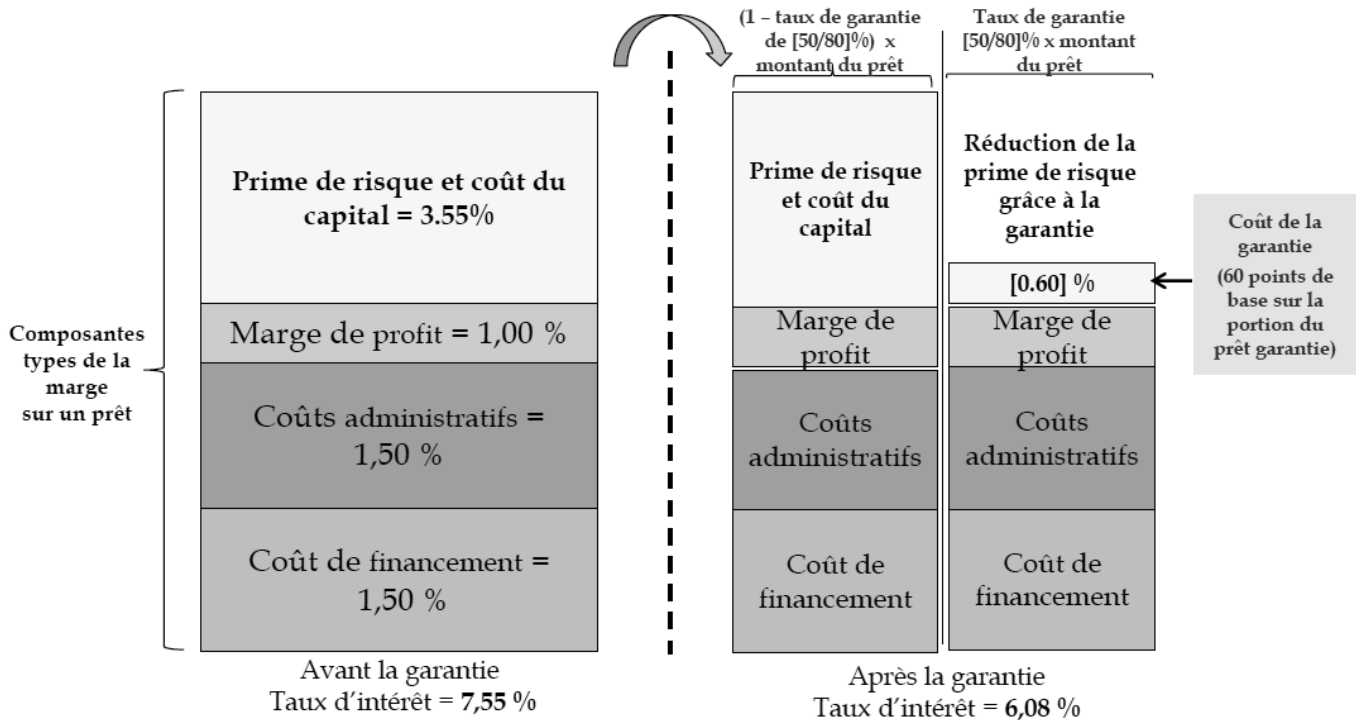 (1 – taux de garantie
de [50/80]%) x
montant du prêt
Taux de garantie
[50/80]% x montant
du prêt
Composantes
types de la
marge
sur un prêt
Prime de risque et coût du
capital = 3.55%
Marge de profit = 1,00 %
Coûts administratifs =
1,50 %
Coût de financement =
1,50 %
Avant la garantie
Taux d’intérêt = 7,55 %
Prime de risque
et coût du
capital
Marge de
profit
Coûts
administratifs
Coût de
financement
Réduction de la
prime de risque
grâce à la
garantie
[0.60] %
Marge de
profit
Coûts
administratifs
Coût de
financement
Après la garantie
Taux d’intérêt = 6,08 %
Coût de la
garantie
(60 points de
base sur la
portion du
prêt garantie)